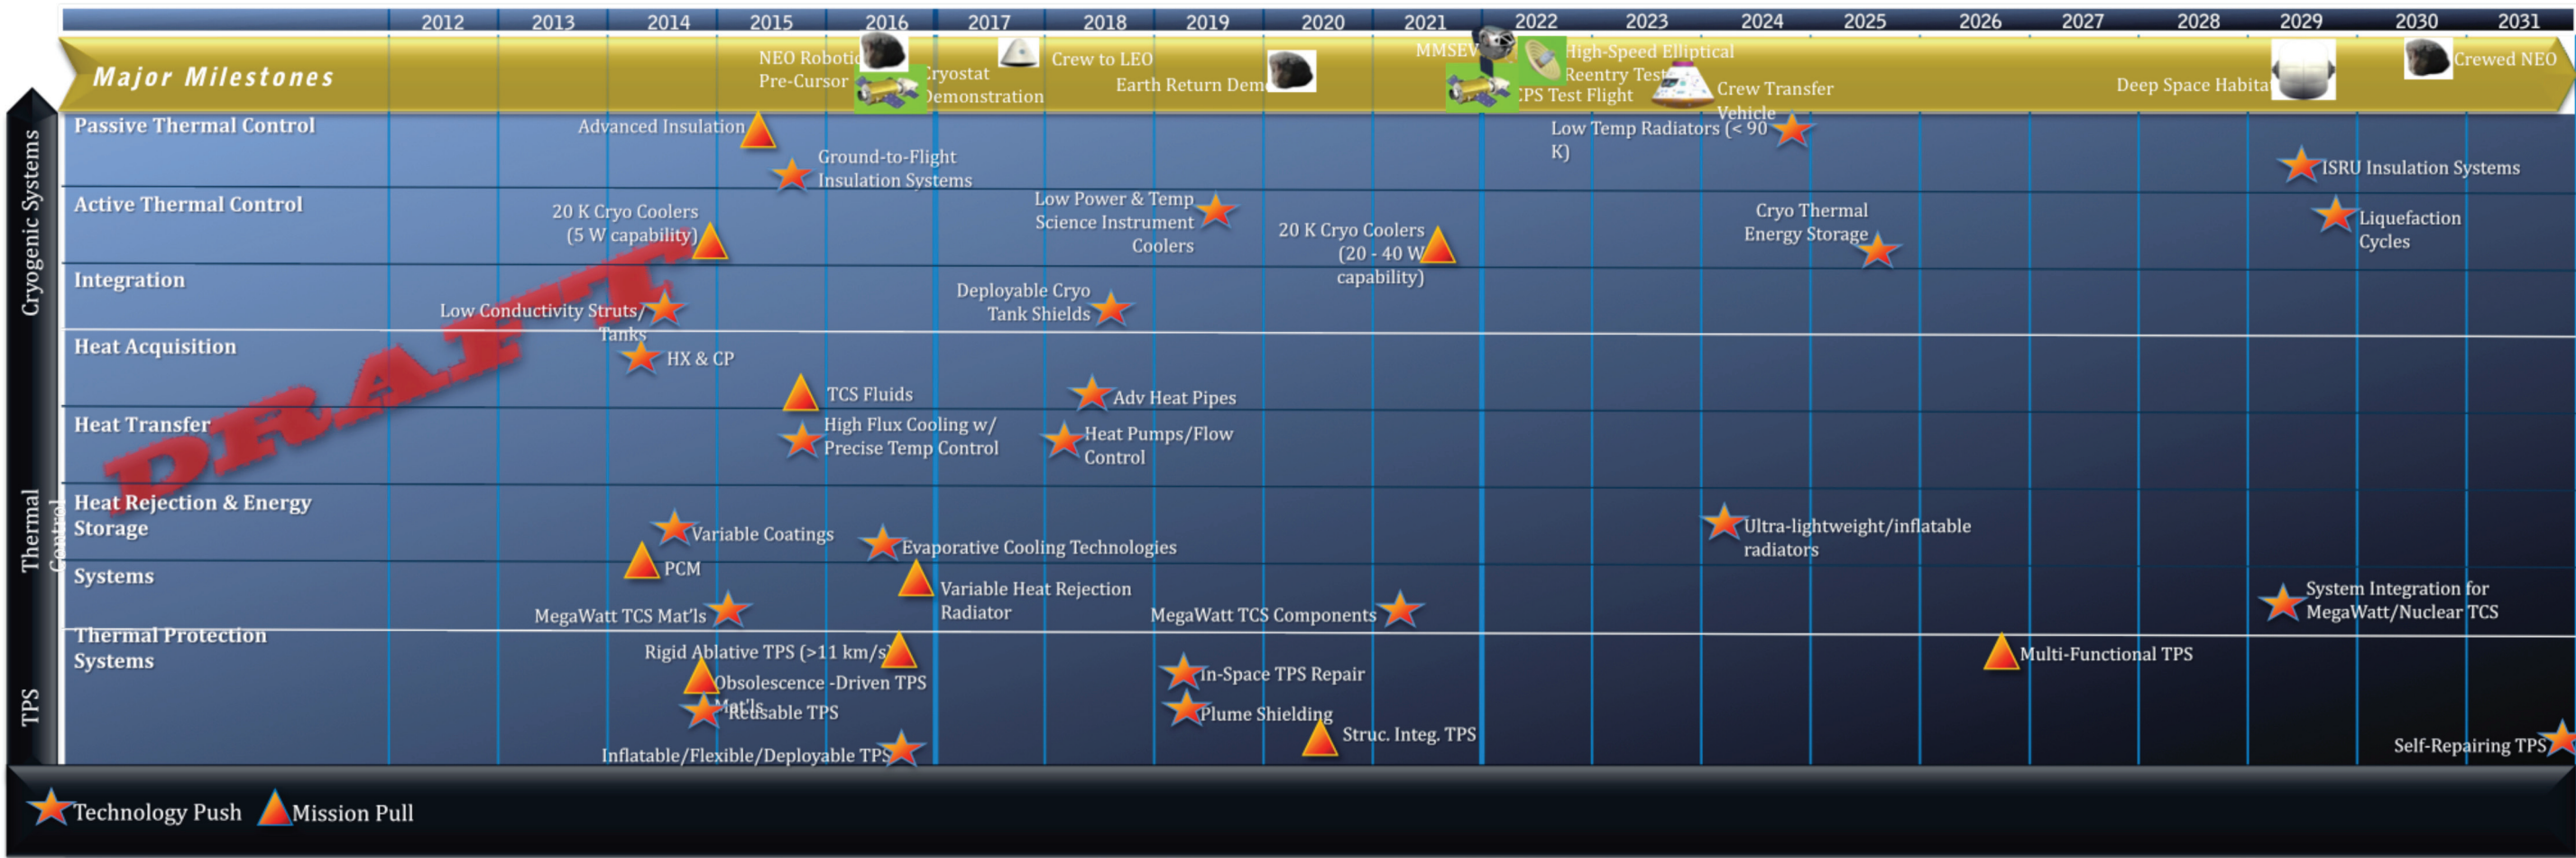 2012 2013 2014 2015 2016 2017 2018 2019 2020 2021 2022 2023 2024 2025 2026 2027 2028 2029 2030 2031
Major Milestones
NEO Robotic
Pre-Cursor
Cryostat
Demonstration
Crew to LEO
Earth Return Demo
MMSEV
High-Speed Elliptical
Reentry Test
CPS Test Flight
Crew Transfer
Vehicle
Deep Space Habitat
Crewed NEO
Cryogenic Systems
Passive Thermal Control
Advanced Insulation
Ground-to-Flight
Insulation Systems
Low Temp Radiators (< 90
K)
ISRU Insulation Systems
Active Thermal Control
20 K Cryo Coolers
(5 W capability)
Low Power & Temp
Science Instrument
Coolers
20 K Cryo Coolers
(20 - 40 W
capability)
Cryo Thermal
Energy Storage
Liquefaction
Cycles
Integration
Low Conductivity Struts/
Tanks
Deployable Cryo
Tank Shields
DRAFT
Thermal
Control
Heat Acquisition
HX & CP
TCS Fluids
Adv Heat Pipes
Heat Transfer
High Flux Cooling w/
Precise Temp Control
Heat Pumps/Flow
Control
Heat Rejection & Energy
Storage
Variable Coatings
Evaporative Cooling Technologies
Ultra-lightweight/inflatable
radiators
Systems
PCM
Variable Heat Rejection
Radiator
MegaWatt TCS Mat'ls
MegaWatt TCS Components
System Integration for
MegaWatt/Nuclear TCS
TPS
Thermal Protection
Systems
Rigid Ablative TPS (>11 km/s)
Obsolescence -Driven TPS
Mat'ls
Reusable TPS
Inflatable/Flexible/Deployable TPS
In-Space TPS Repair
Plume Shielding
Struc. Integ. TPS
Multi-Functional TPS
Self-Repairing TPS
Technology Push
Mission Pull